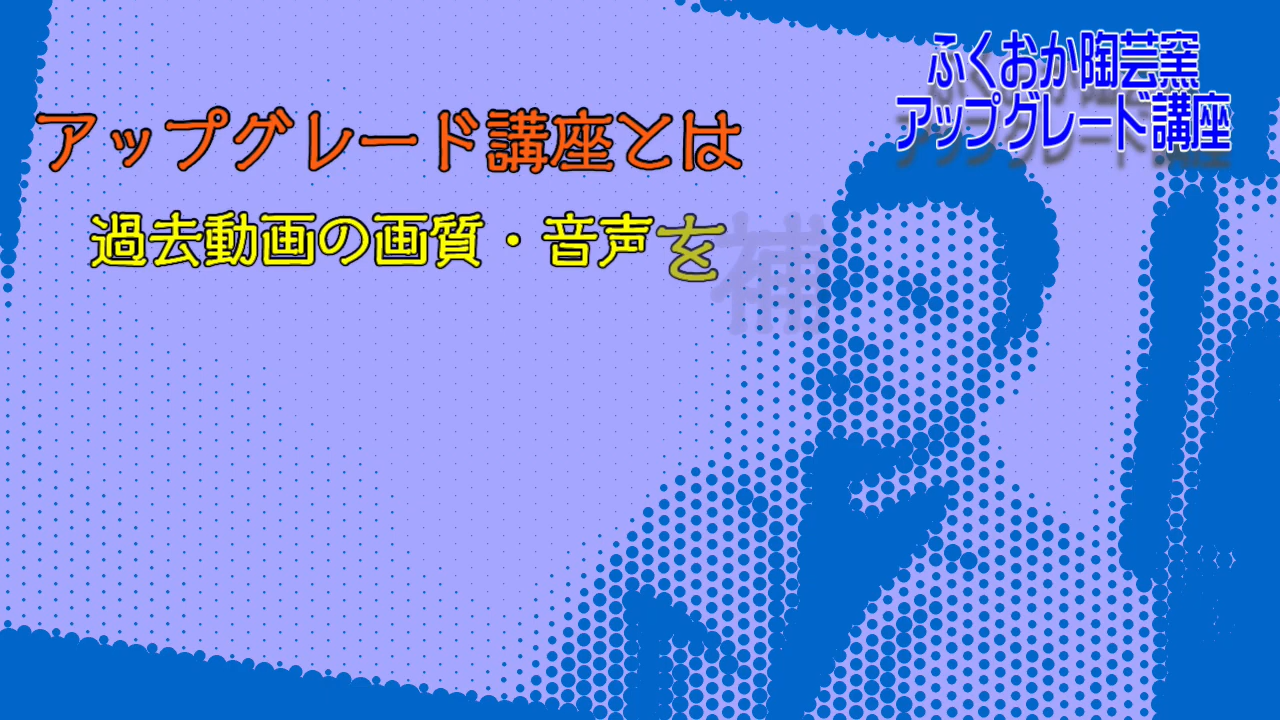 ふくおか陶芸窯
アップグレード講座
アップグレード講座とは
過去動画の画質・音声を補